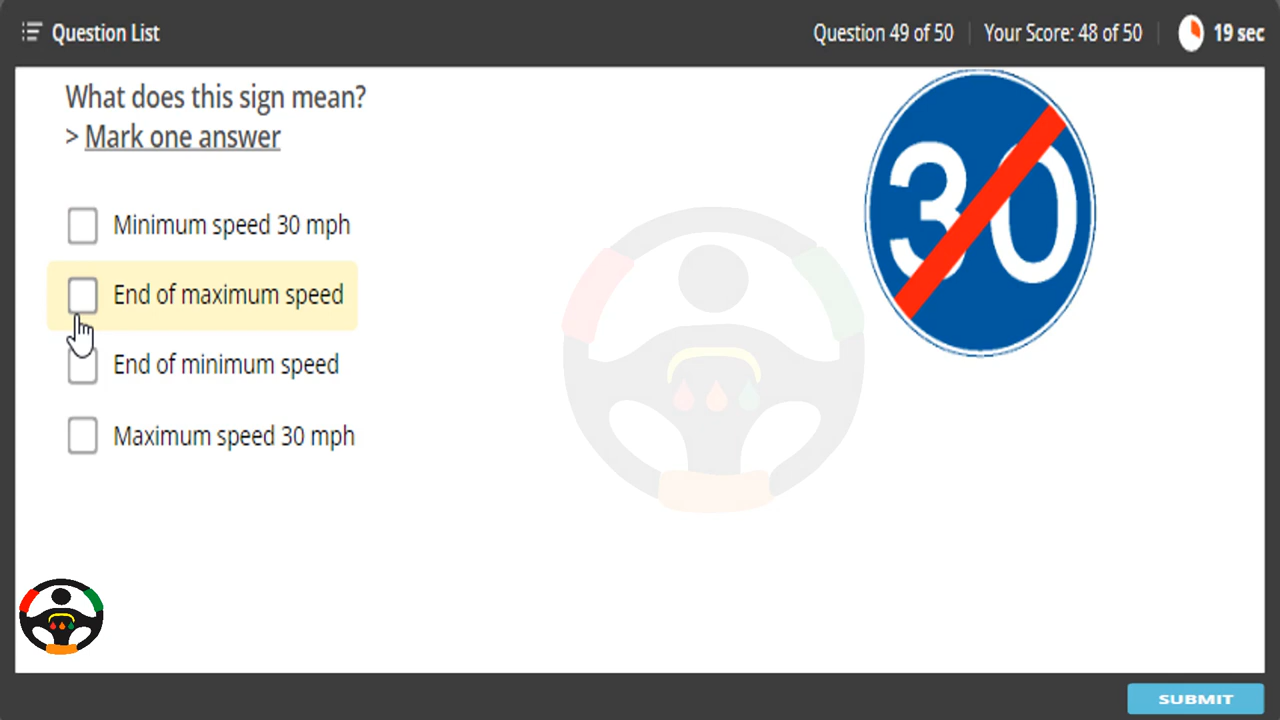 Question List
Question 49 of 50
Your Score: 48 of 50
19 sec
What does this sign mean?
> Mark one answer
Minimum speed 30 mph
End of maximum speed
End of minimum speed
Maximum speed 30 mph
30
SUBMIT